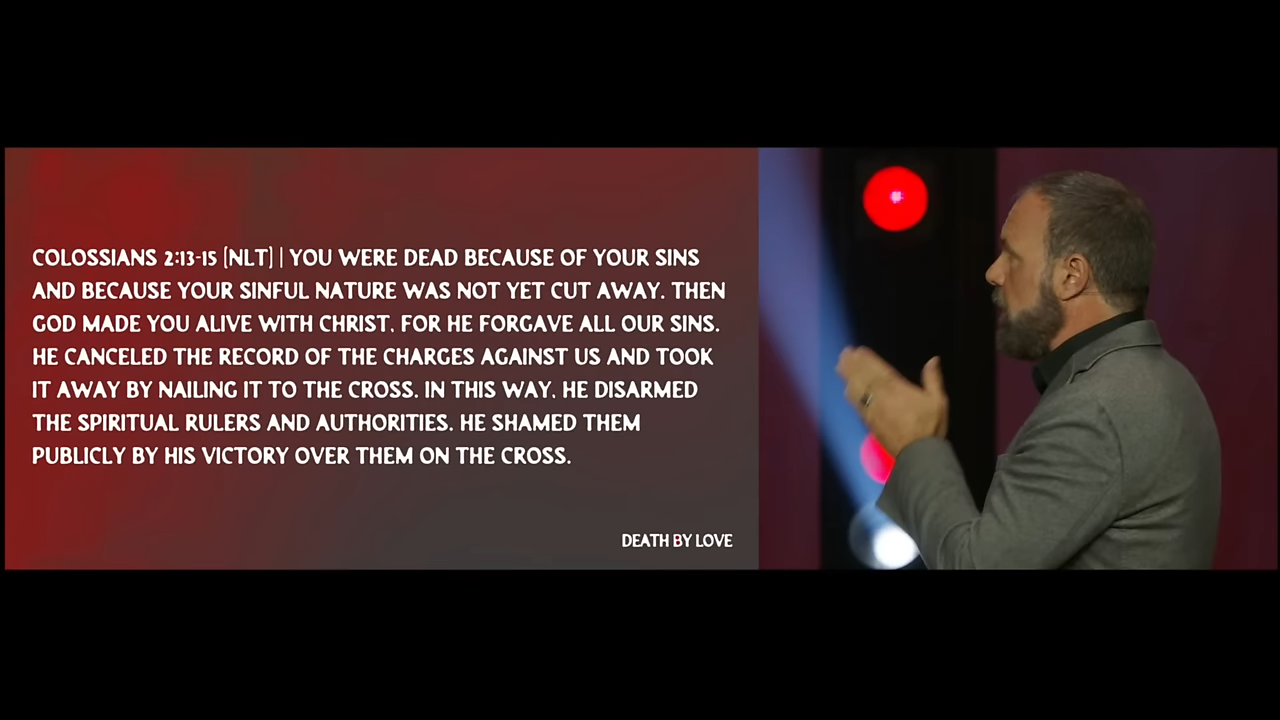 COLOSSIANS 2:13-15 [NLT] | YOU WERE DEAD BECAUSE OF YOUR SINS
AND BECAUSE YOUR SINFUL NATURE WAS NOT YET CUT AWAY. THEN
GOD MADE YOU ALIVE WITH CHRIST, FOR HE FORGAVE ALL OUR SINS.
HE CANCELED THE RECORD OF THE CHARGES AGAINST US AND TOOK
IT AWAY BY NAILING IT TO THE CROSS. IN THIS WAY, HE DISARMED
THE SPIRITUAL RULERS AND AUTHORITIES. HE SHAMED THEM
PUBLICLY BY HIS VICTORY OVER THEM ON THE CROSS.
DEATH BY LOVE